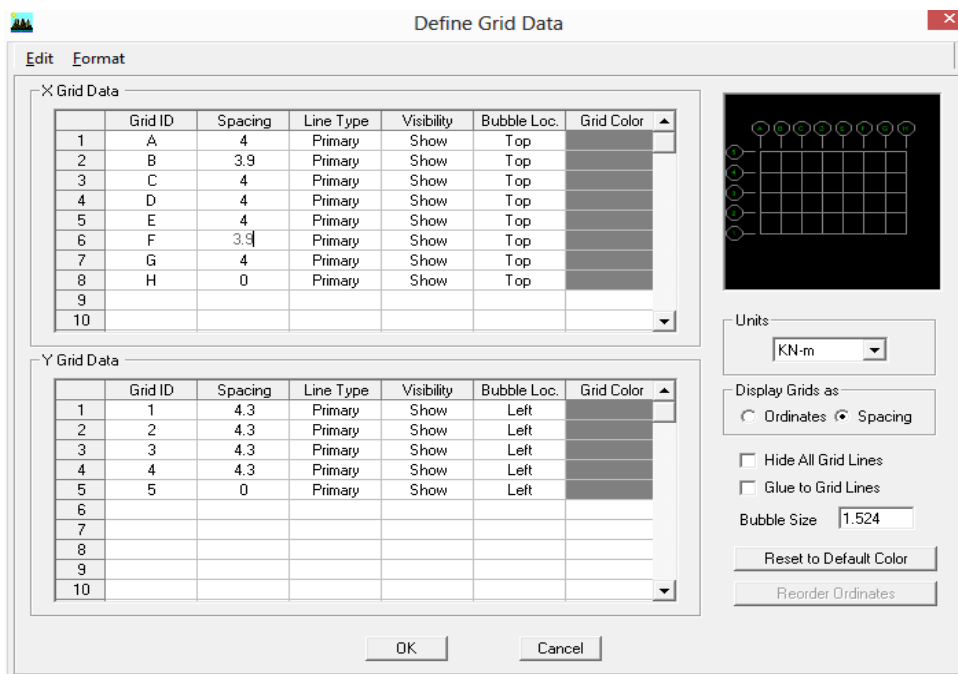 Define Grid Data
Edit Format
X Grid Data
Grid ID Spacing Line Type Visibility Bubble Loc. Grid Color
1 A 4 Primary Show Top
2 B 3.9 Primary Show Top
3 C 4 Primary Show Top
4 D 4 Primary Show Top
5 E 4 Primary Show Top
6 F 3.9 Primary Show Top
7 G 4 Primary Show Top
8 H 0 Primary Show Top
9
10
Y Grid Data
Grid ID Spacing Line Type Visibility Bubble Loc. Grid Color
1 1 4.3 Primary Show Left
2 2 4.3 Primary Show Left
3 3 4.3 Primary Show Left
4 4 4.3 Primary Show Left
5 5 0 Primary Show Left
6
7
8
9
10
A B C D E F G H
5
4
3
2
1
Units
KN-m
Display Grids as
Ordinates Spacing
Hide All Grid Lines
Glue to Grid Lines
Bubble Size 1.524
Reset to Default Color
Reorder Ordinates
OK Cancel